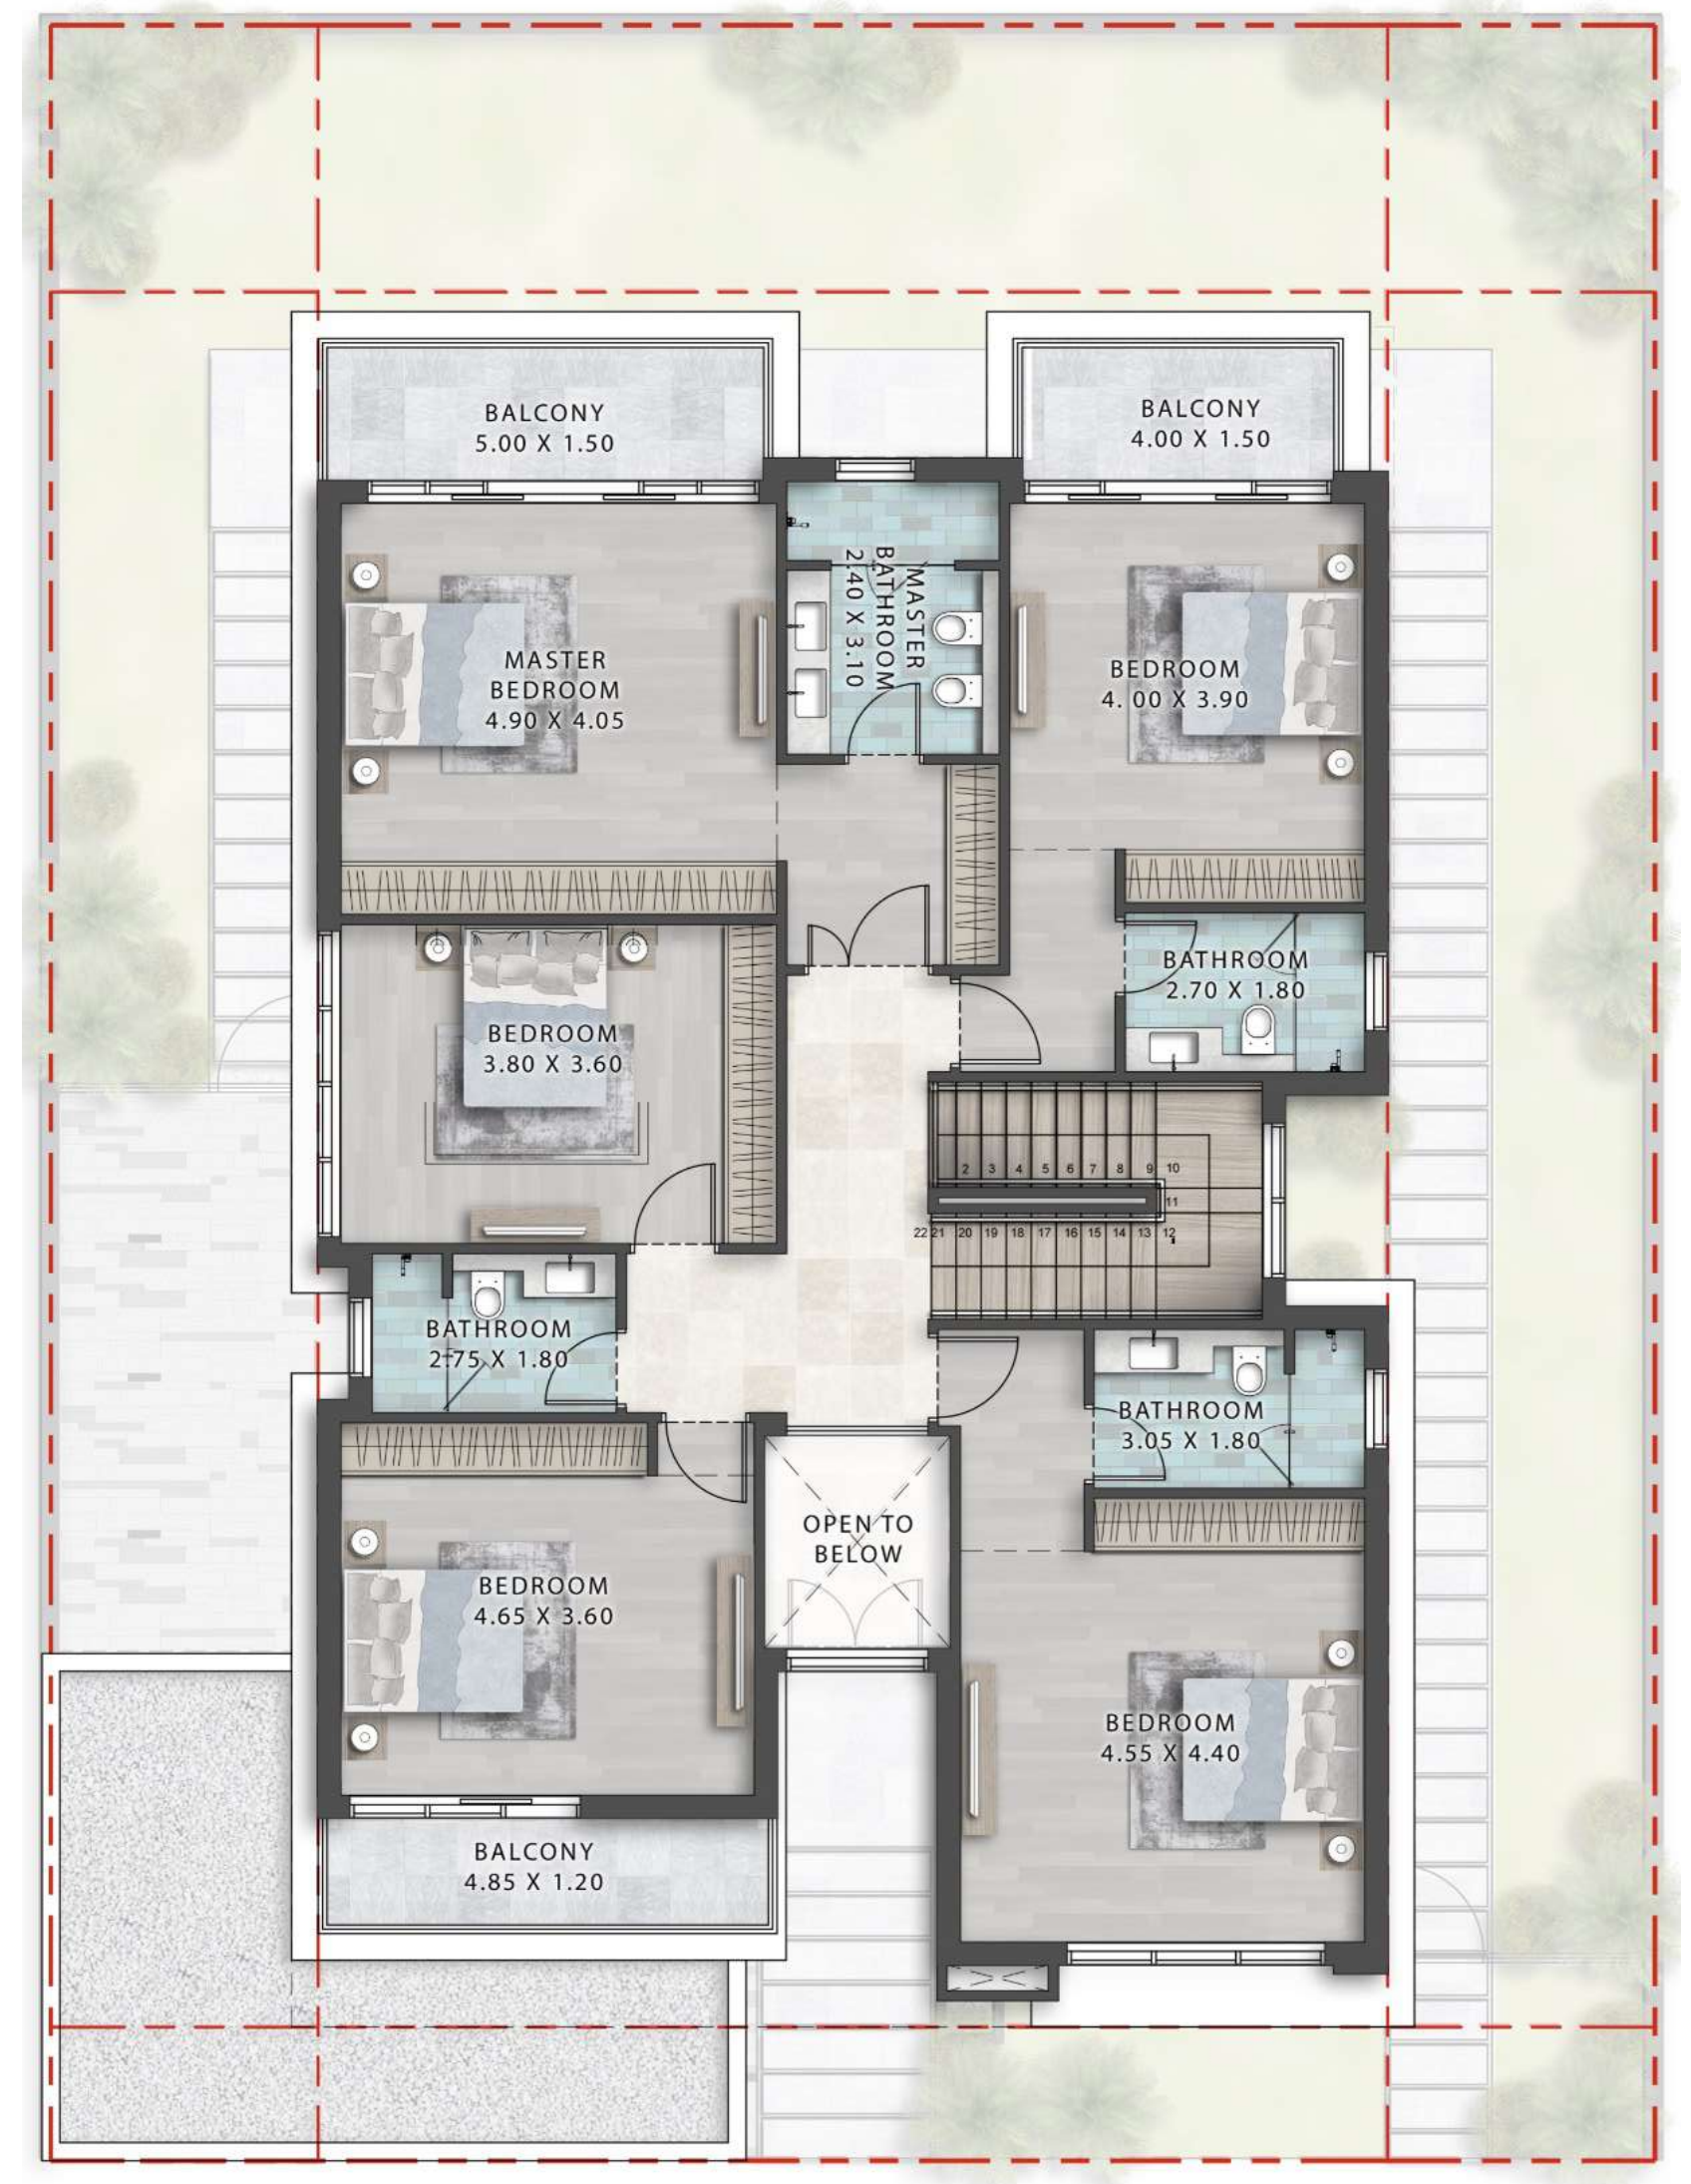 BALCONY
5.00 X 1.50
BALCONY
4.00 X 1.50
MASTER
BATHROOM
2.40 X 3.10
MASTER
BEDROOM
4.90 X 4.05
BEDROOM
4. 00 X 3.90
BATHROOM
2.70 X 1.80
BEDROOM
3.80 X 3.60
2 3 4 5 6 7 8 9 10
11
22 21 20 19 18 17 16 15 14 13 12
BATHROOM
2.75 X 1.80
BATHROOM
3.05 X 1.80
OPEN TO
BELOW
BEDROOM
4.65 X 3.60
BEDROOM
4.55 X 4.40
BALCONY
4.85 X 1.20